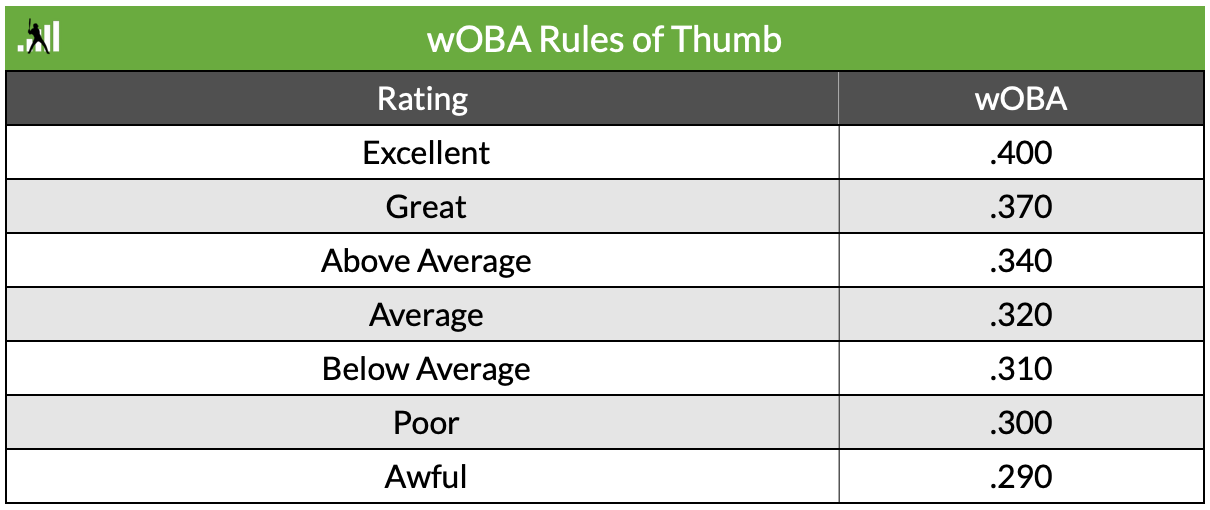 wOBA Rules of Thumb
Rating wOBA
Excellent .400
Great .370
Above Average .340
Average .320
Below Average .310
Poor .300
Awful .290